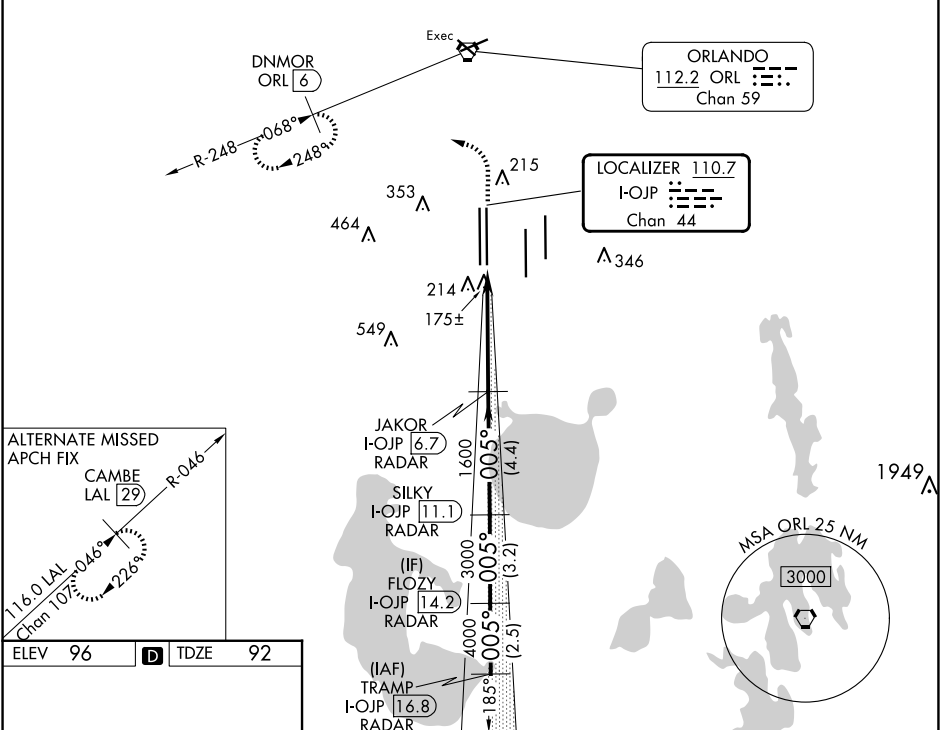 Exec
DNMOR
ORL 6
ORLANDO
112.2 ORL
Chan 59
R-248
068°
248°
215
LOCALIZER 110.7
I-OJP
Chan 44
353
464
346
214
175±
549
JAKOR
I-OJP 6.7
RADAR
1600
005°
(4.4)
ALTERNATE MISSED
APCH FIX
CAMBE
LAL 29
R-046
046°
226°
116.0 LAL
Chan 107
SILKY
I-OJP 11.1
RADAR
3000
005°
(3.2)
1949
(IF)
FLOZY
I-OJP 14.2
RADAR
4000
005°
(2.5)
MSA ORL 25 NM
3000
ELEV 96 D TDZE 92
(IAF)
TRAMP
I-OJP 16.8
RADAR
185°